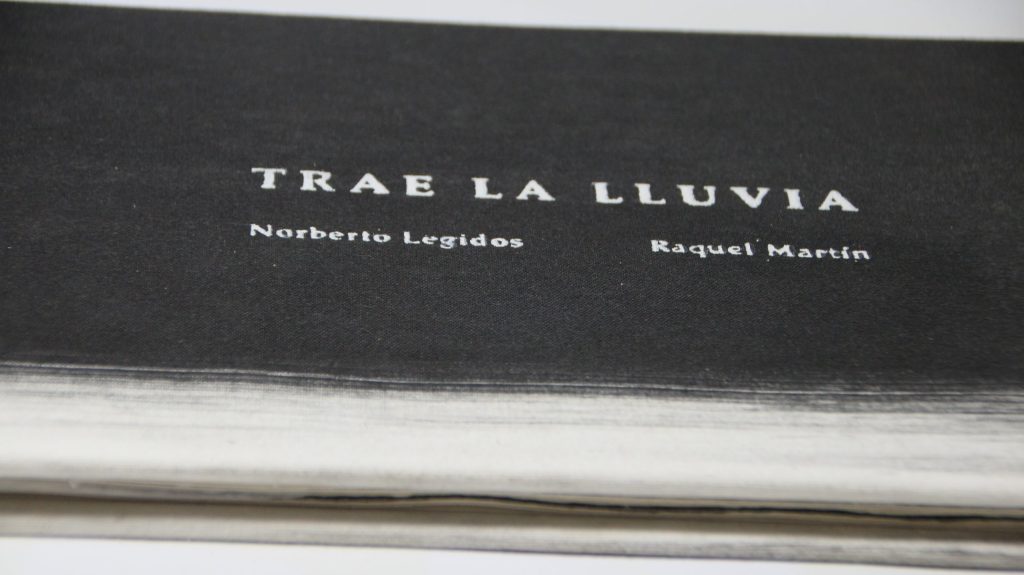 TRAE LA LLUVIA
Norberto Legidos Raquel Martín